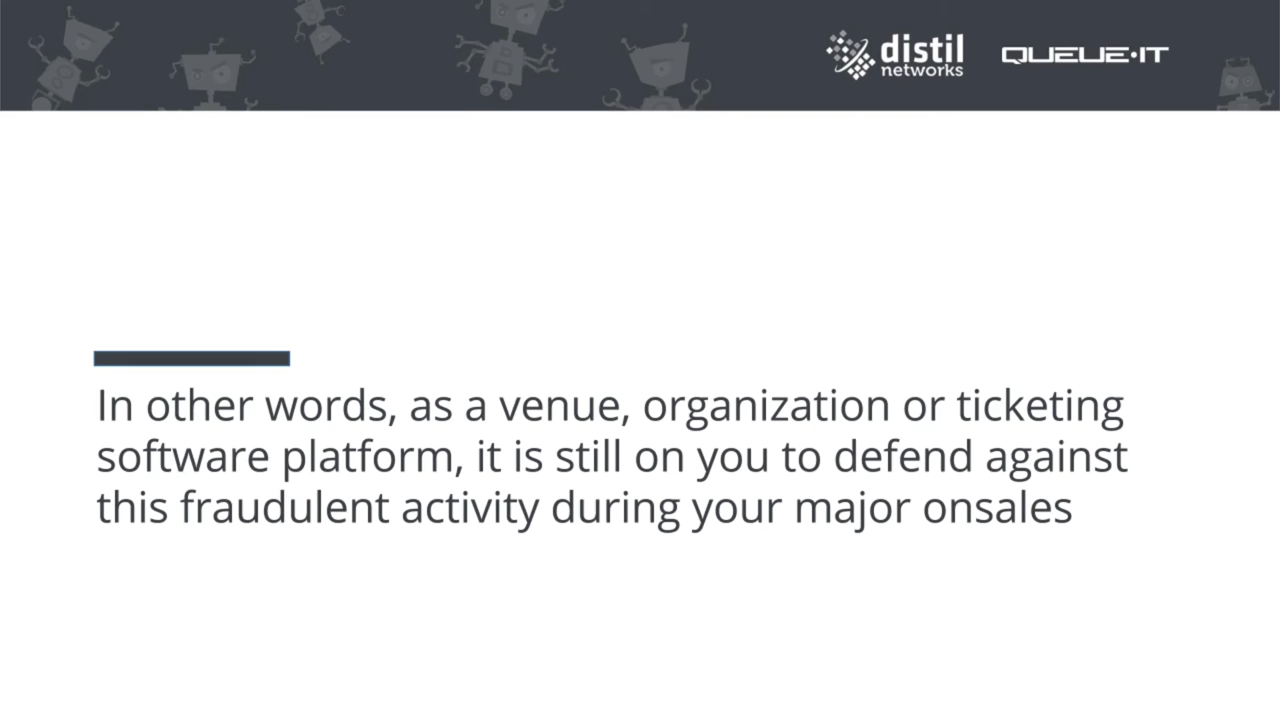 distil
networks
QUEUE•IT
In other words, as a venue, organization or ticketing
software platform, it is still on you to defend against
this fraudulent activity during your major onsales